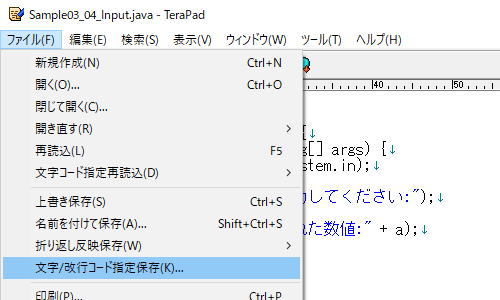 Sample03_04_Input.java - TeraPad
ファイル(F) 編集(E) 検索(S) 表示(V) ウィンドウ(W) ツール(T) ヘルプ(H)
新規作成(N) Ctrl+N
開く(O)... Ctrl+O
閉じて開く(C)...
開き直す(R)
再読込(L) F5
文字コード指定再読込(D)
上書き保存(S) Ctrl+S
名前を付けて保存(A)... Shift+Ctrl+S
折り返し反映保存(W)
文字/改行コード指定保存(K)...
印刷(P)... Ctrl+P
40 50
{↓
g[] args) {↓
stem.in);↓
してください:");↓
た数値:" + a);↓